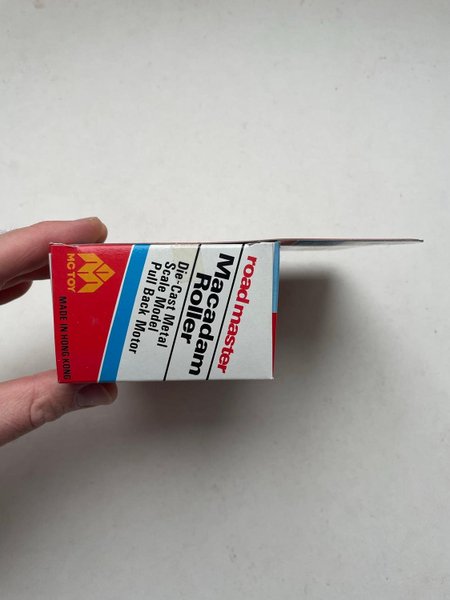 road master
Macadam
Roller
Die-Cast Metal
Scale Model
Pull Back Motor
MC TOY
MADE IN HONG KONG